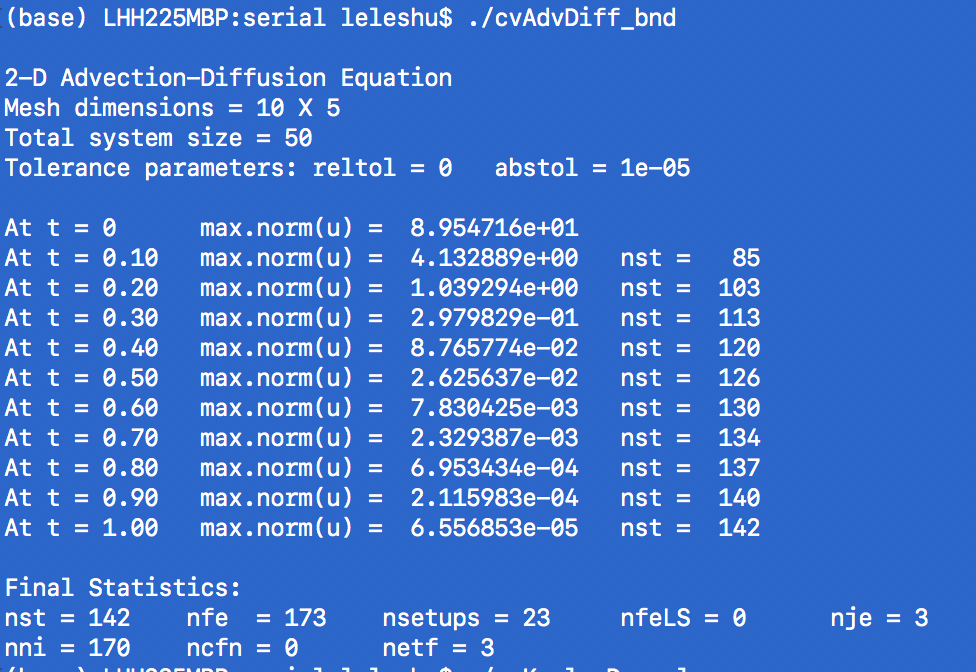 (base) LHH225MBP:serial leleshu$ ./cvAdvDiff_bnd
2-D Advection-Diffusion Equation
Mesh dimensions = 10 X 5
Total system size = 50
Tolerance parameters: reltol = 0   abstol = 1e-05
At t = 0      max.norm(u) =  8.954716e+01
At t = 0.10   max.norm(u) =  4.132889e+00   nst =   85
At t = 0.20   max.norm(u) =  1.039294e+00   nst =  103
At t = 0.30   max.norm(u) =  2.979829e-01   nst =  113
At t = 0.40   max.norm(u) =  8.765774e-02   nst =  120
At t = 0.50   max.norm(u) =  2.625637e-02   nst =  126
At t = 0.60   max.norm(u) =  7.830425e-03   nst =  130
At t = 0.70   max.norm(u) =  2.329387e-03   nst =  134
At t = 0.80   max.norm(u) =  6.953434e-04   nst =  137
At t = 0.90   max.norm(u) =  2.115983e-04   nst =  140
At t = 1.00   max.norm(u) =  6.556853e-05   nst =  142
Final Statistics:
nst = 142    nfe  = 173    nsetups = 23     nfeLS = 0      nje = 3
nni = 170    ncfn = 0      netf = 3
(base) LHH225MBP:serial leleshu$